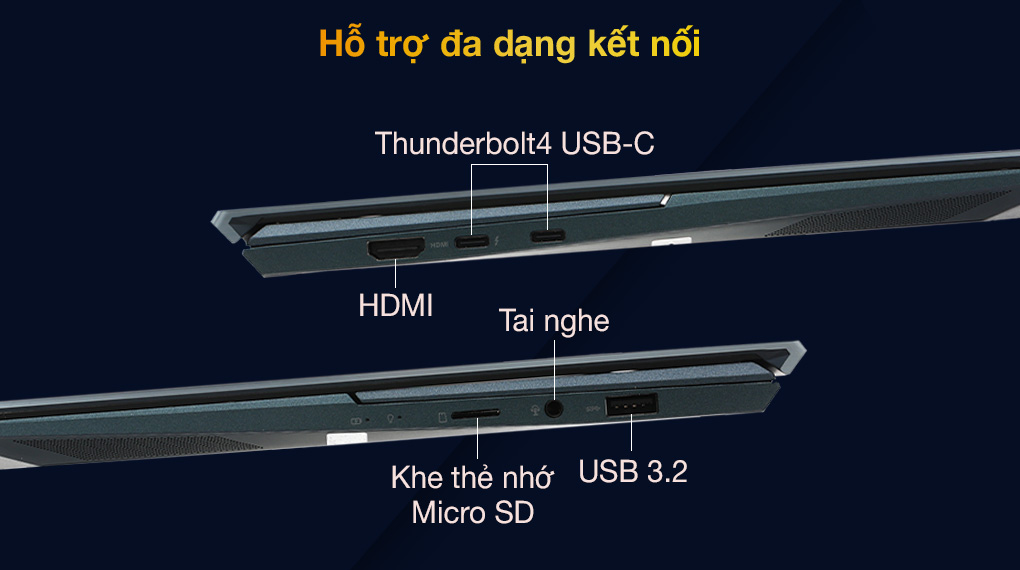 Hỗ trợ đa dạng kết nối
Thunderbolt4 USB-C
HDMI
HDMI
Tai nghe
Khe thẻ nhớ
Micro SD
USB 3.2